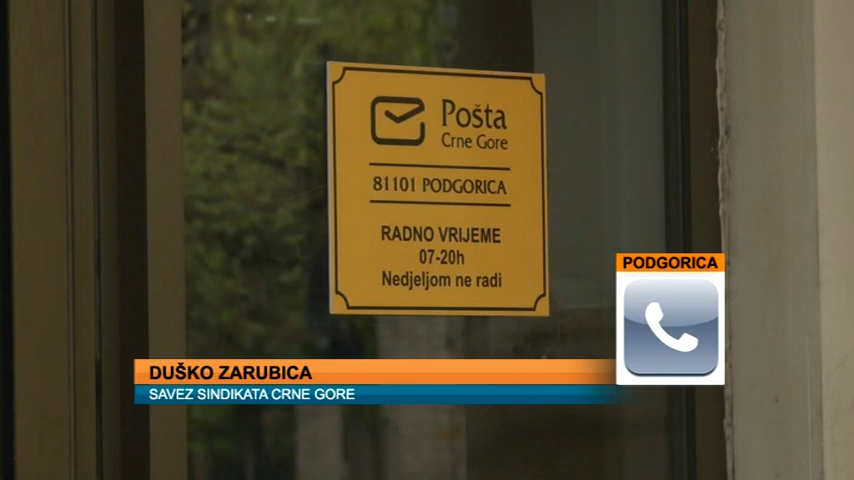 Pošta
Crne Gore
81101 PODGORICA
RADNO VRIJEME
07-20h
Nedjeljom ne radi
PODGORICA
DUŠKO ZARUBICA
SAVEZ SINDIKATA CRNE GORE